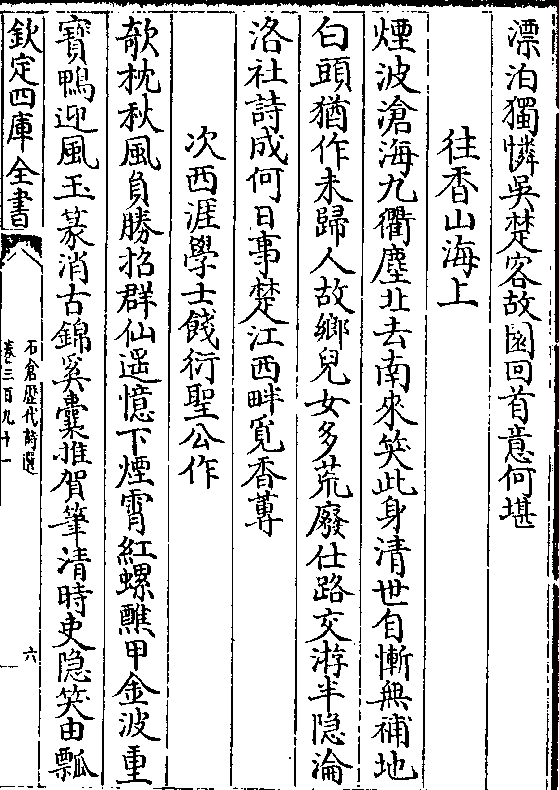 漂泊獨憐吳楚客故園回首意何堪
往香山海上
煙波滄海九衢塵北去南來笑此身清世自慚無補地
白頭猶作未歸人故鄉兒女多荒廢仕路交游半隐淪
洛社詩成何日事楚江西畔覓香蓴
次西涯學士餞衍聖公作
欹枕秋風負勝招群仙遥憶下煙霄紅螺蘸甲金波重
寳鴨迎風玉篆消古錦奚囊推賀筆清時吏隐笑由瓢
欽定四庫全書
石倉歴代詩選
卷三百九十一
六